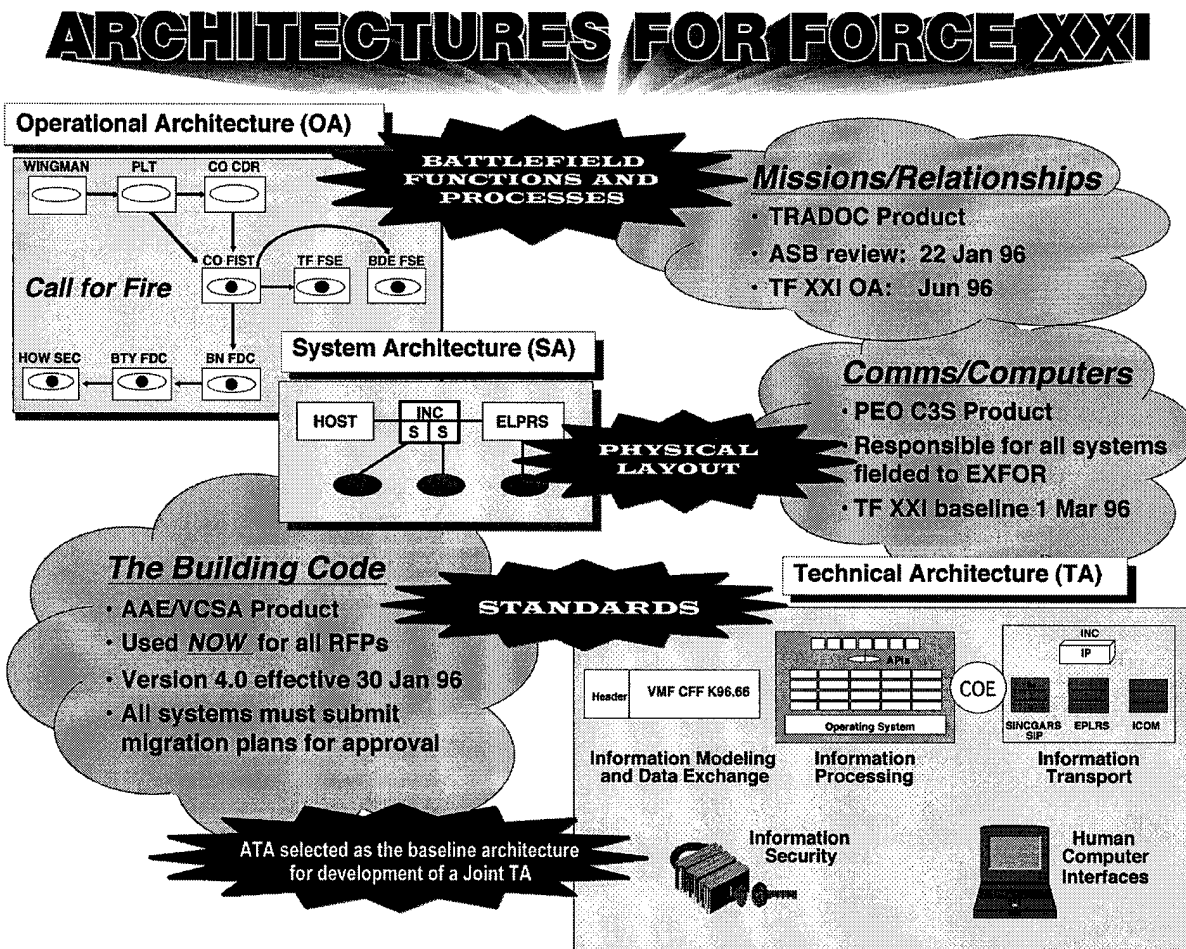 ARCHITECTURES FOR FORCE XXI
Operational Architecture (OA)
WINGMAN PLT CO CDR
CO FIST TF FSE BDE FSE
Call for Fire
HOW SEC BTY FDC BN FDC
BATTLEFIELD
FUNCTIONS AND
PROCESSES
Missions/Relationships
· TRADOC Product
· ASB review: 22 Jan 96
· TF XXI OA: Jun 96
System Architecture (SA)
HOST INC ELPRS
S S
PHYSICAL
LAYOUT
Comms/Computers
· PEO C3S Product
· Responsible for all systems
fielded to EXFOR
· TF XXI baseline 1 Mar 96
The Building Code
· AAE/VCSA Product
· Used NOW for all RFPs
· Version 4.0 effective 30 Jan 96
· All systems must submit
migration plans for approval
STANDARDS
Technical Architecture (TA)
Header VMF CFF K96.66
Information Modeling
and Data Exchange
APIs
Operating System
Information
Processing
COE
INC
IP
SINCGARS
SIP
EPLRS
ICOM
Information
Transport
ATA selected as the baseline architecture
for development of a Joint TA
Information
Security
Human
Computer
Interfaces